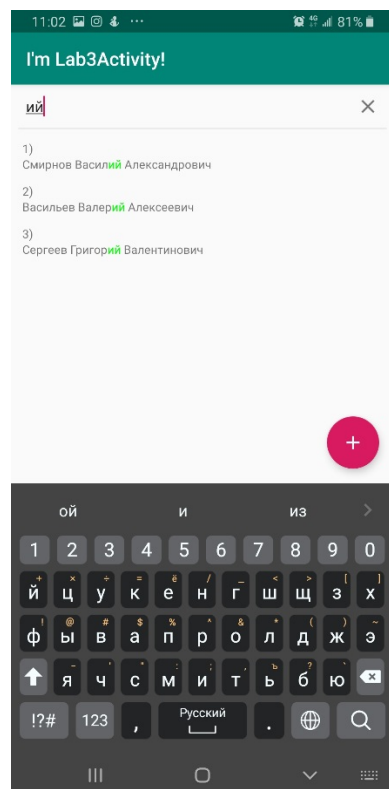 11:02 ... 4G 81%
I'm Lab3Activity!
ий
1)
Смирнов Василий Александрович
2)
Васильев Валерий Алексеевич
3)
Сергеев Григорий Валентинович
+
ой и из >
1 2 3 4 5 6 7 8 9 0
+ × ÷ = ё / _ < > [ ]
й ц у к е н г ш щ з х
! @ # $ % ^ & * ( ) ~
ф ы в а п р о л д ж э
- ' " : ; , ъ ?
я ч с м и т ь б ю
!?# 123 , Русский .